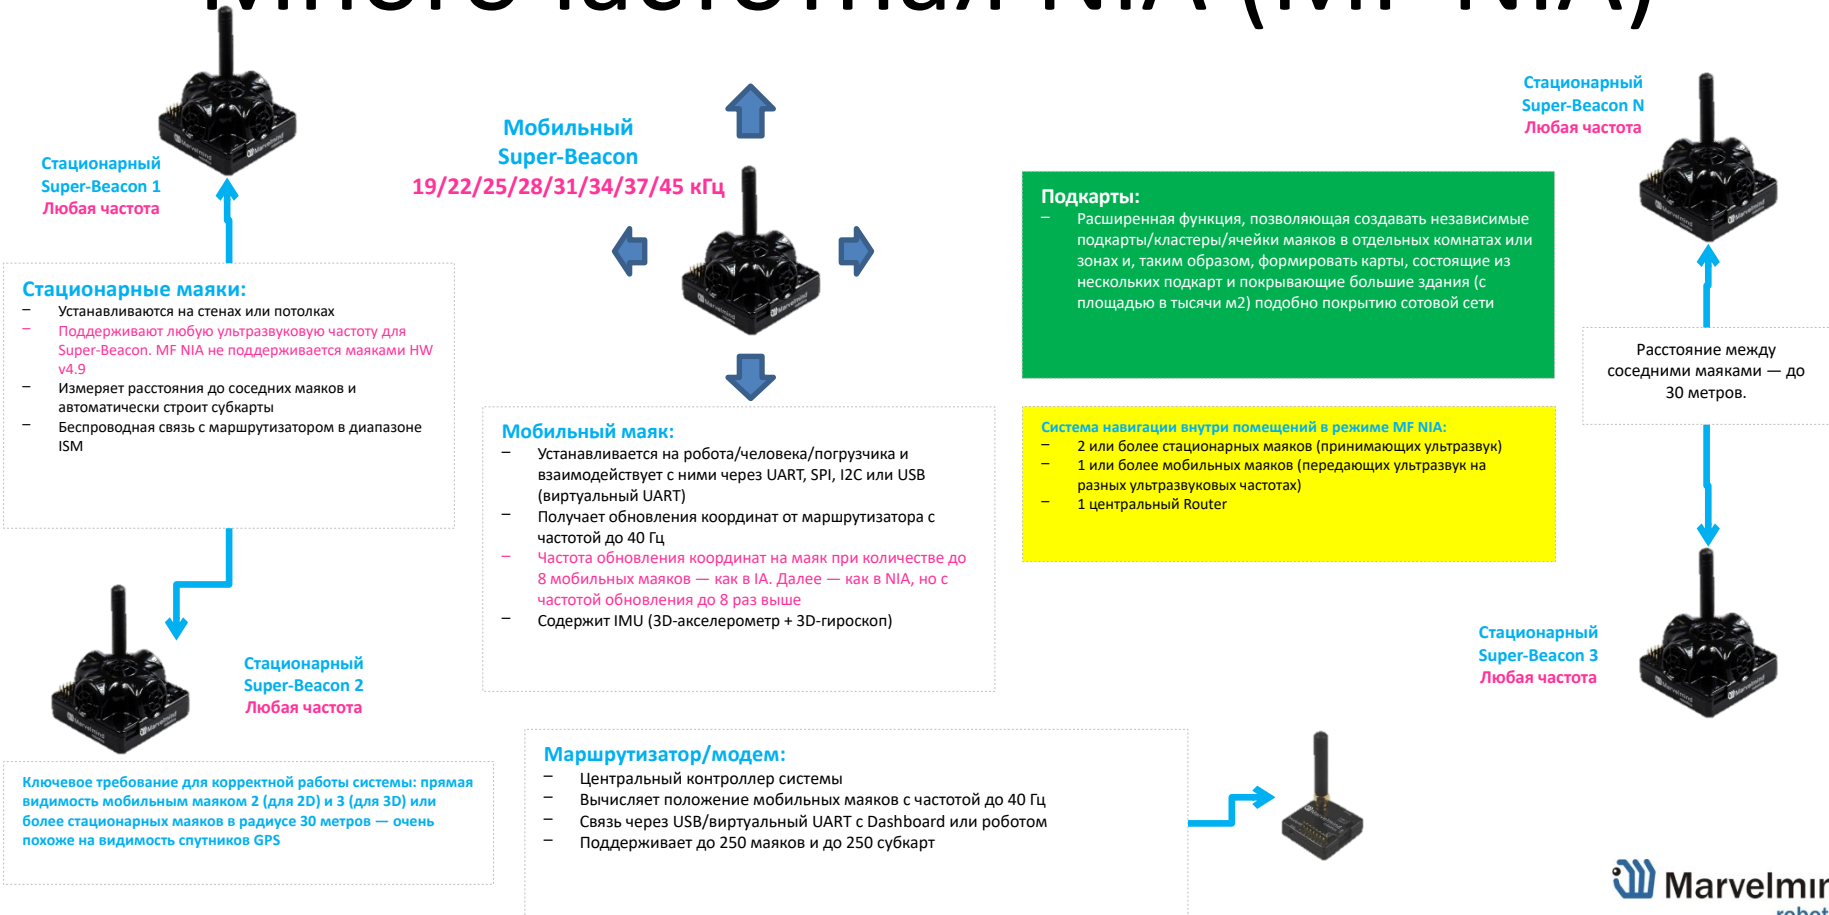 Многочастотная NIA (MF NIA)
Стационарный
Super-Beacon 1
Любая частота
Мобильный
Super-Beacon
19/22/25/28/31/34/37/45 кГц
Стационарный
Super-Beacon N
Любая частота
Стационарные маяки:
– Устанавливаются на стенах или потолках
– Поддерживают любую ультразвуковую частоту для
Super-Beacon. MF NIA не поддерживается маяками HW
v4.9
– Измеряет расстояния до соседних маяков и
автоматически строит субкарты
– Беспроводная связь с маршрутизатором в диапазоне
ISM
Подкарты:
– Расширенная функция, позволяющая создавать независимые
подкарты/кластеры/ячейки маяков в отдельных комнатах или
зонах и, таким образом, формировать карты, состоящие из
нескольких подкарт и покрывающие большие здания (с
площадью в тысячи м2) подобно покрытию сотовой сети
Расстояние между
соседними маяками — до
30 метров.
Мобильный маяк:
– Устанавливается на робота/человека/погрузчика и
взаимодействует с ними через UART, SPI, I2C или USB
(виртуальный UART)
– Получает обновления координат от маршрутизатора с
частотой до 40 Гц
– Частота обновления координат на маяк при количестве до
8 мобильных маяков — как в IA. Далее — как в NIA, но с
частотой обновления до 8 раз выше
– Содержит IMU (3D-акселерометр + 3D-гироскоп)
Система навигации внутри помещений в режиме MF NIA:
– 2 или более стационарных маяков (принимающих ультразвук)
– 1 или более мобильных маяков (передающих ультразвук на
разных ультразвуковых частотах)
– 1 центральный Router
Стационарный
Super-Beacon 2
Любая частота
Стационарный
Super-Beacon 3
Любая частота
Ключевое требование для корректной работы системы: прямая
видимость мобильным маяком 2 (для 2D) и 3 (для 3D) или
более стационарных маяков в радиусе 30 метров — очень
похоже на видимость спутников GPS
Маршрутизатор/модем:
– Центральный контроллер системы
– Вычисляет положение мобильных маяков с частотой до 40 Гц
– Связь через USB/виртуальный UART с Dashboard или роботом
– Поддерживает до 250 маяков и до 250 субкарт
Marvelmin
robot